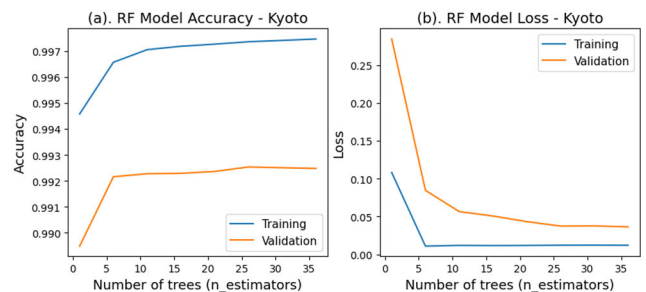 (a). RF Model Accuracy - Kyoto
0.997
0.996
0.995
0.994
0.993
0.992
0.991
0.990
Accuracy
0 5 10 15 20 25 30 35
Number of trees (n_estimators)
Training
Validation
(b). RF Model Loss - Kyoto
0.25
0.20
0.15
0.10
0.05
0.00
Loss
0 5 10 15 20 25 30 35
Number of trees (n_estimators)
Training
Validation